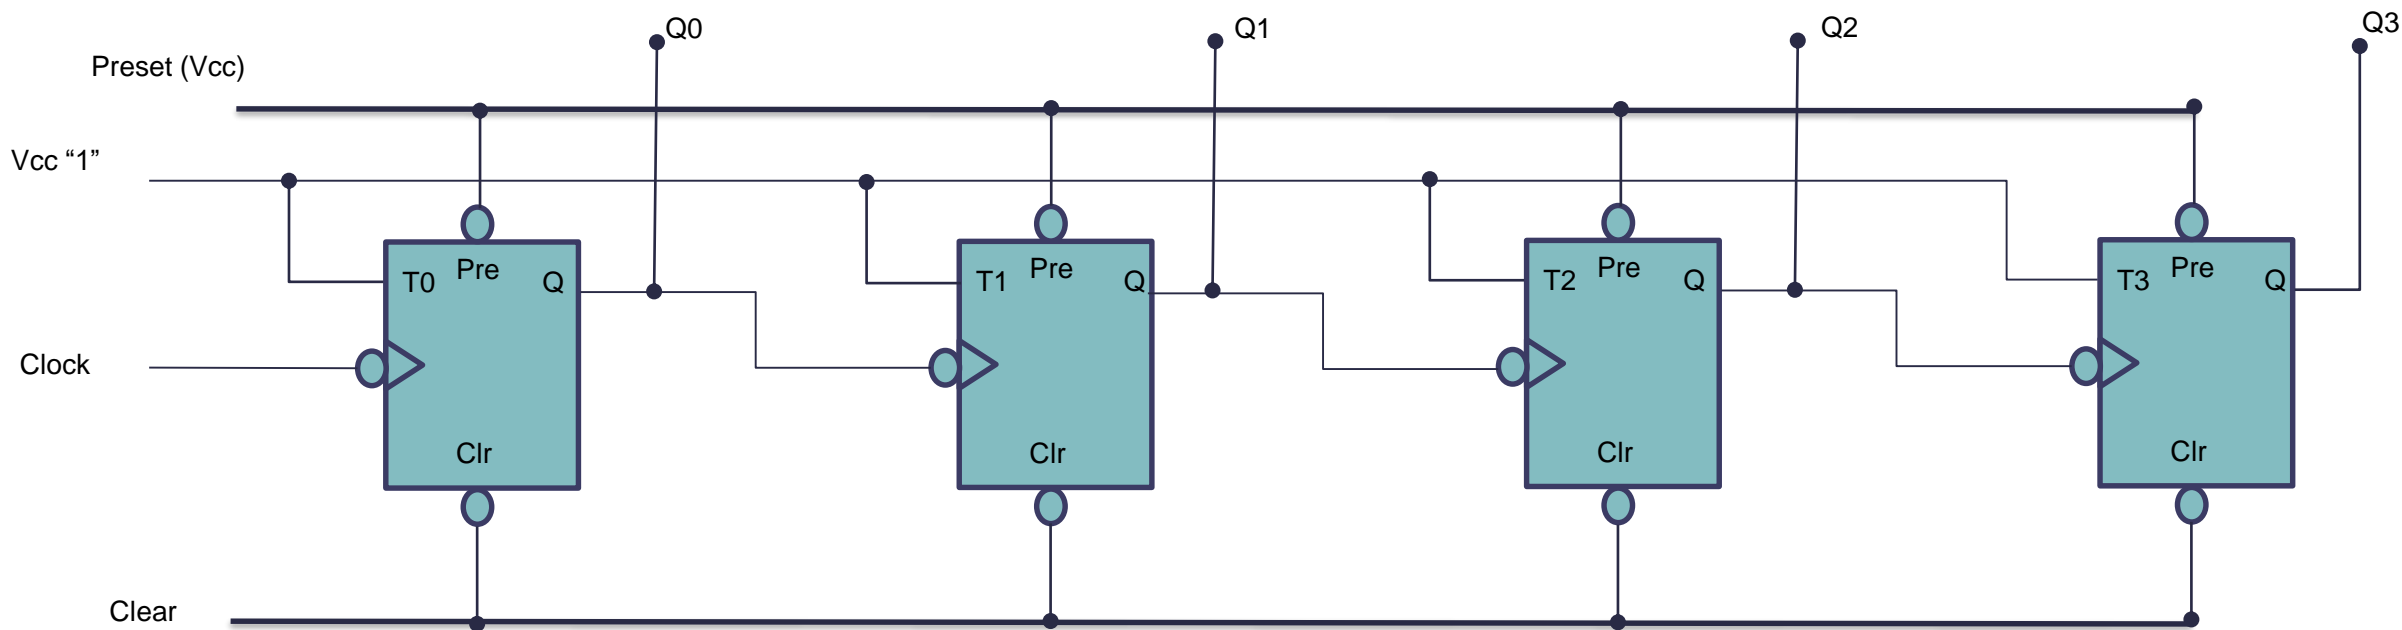 Q0
Q1
Q2
Q3
Preset (Vcc)
Vcc “1”
T0 Pre Q
T1 Pre Q
T2 Pre Q
T3 Pre Q
Clock
Clr
Clr
Clr
Clr
Clear